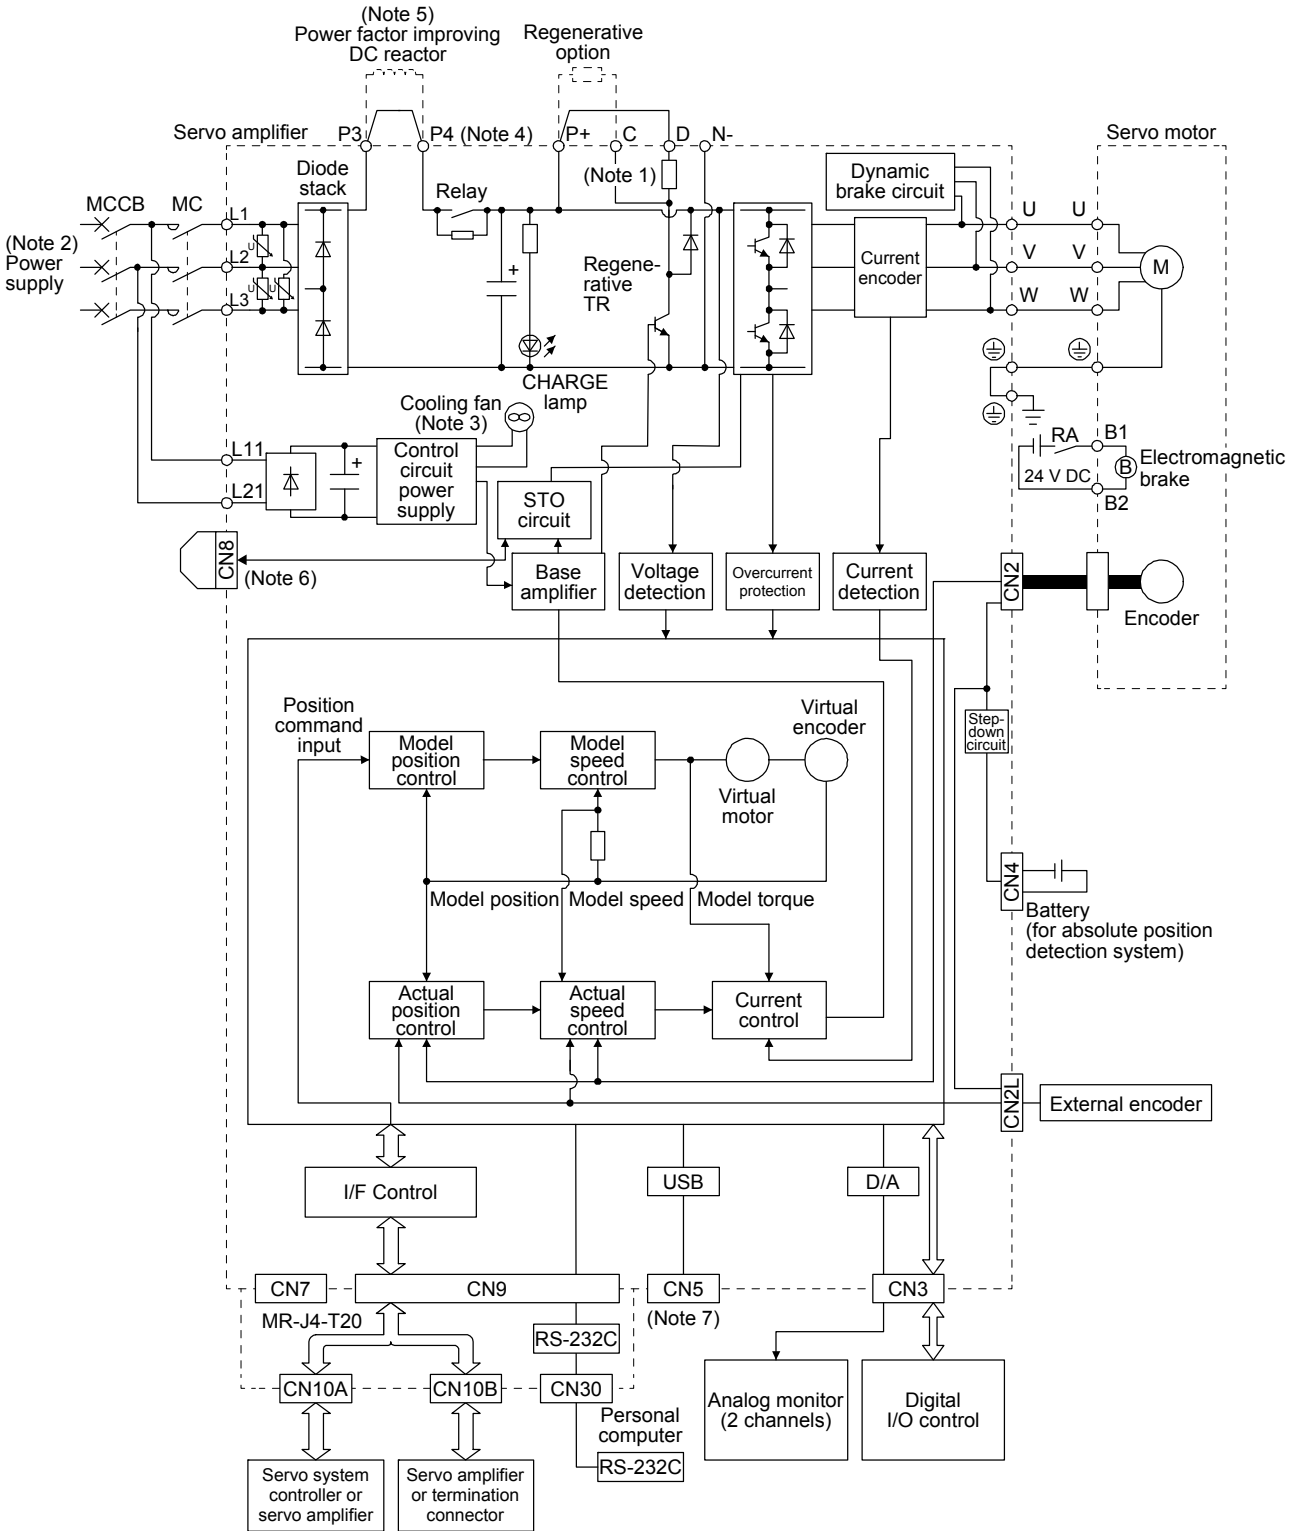 (Note 5)
Power factor improving
DC reactor
Regenerative
option
Servo amplifier
P3
P4 (Note 4)
P+
C
D
N-
Servo motor
Diode
stack
(Note 1)
Dynamic
brake circuit
MCCB
MC
L1
Relay
U
U
(Note 2)
Power
supply
U
L2
+
Regene-
rative
TR
Current
encoder
V
V
M
U
U
L3
W
W
CHARGE
lamp
Cooling fan
(Note 3)
L11
+
Control
circuit
power
supply
RA
B1
24 V DC
B
Electromagnetic
brake
L21
STO
circuit
B2
CN8
(Note 6)
Base
amplifier
Voltage
detection
Overcurrent
protection
Current
detection
CN2
Encoder
Position
command
input
Virtual
encoder
Step-
down
circuit
Model
position
control
Model
speed
control
Virtual
motor
CN4
Model position
Model speed
Model torque
Battery
(for absolute position
detection system)
Actual
position
control
Actual
speed
control
Current
control
CN2L
External encoder
I/F Control
USB
D/A
CN7
CN9
CN5
CN3
MR-J4-T20
(Note 7)
RS-232C
CN10A
CN10B
CN30
Analog monitor
(2 channels)
Digital
I/O control
Personal
computer
RS-232C
Servo system
controller or
servo amplifier
Servo amplifier
or termination
connector